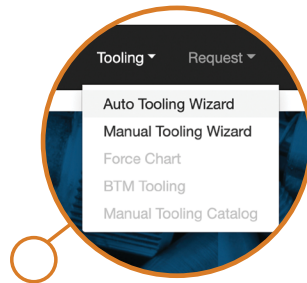 Tooling Request
Auto Tooling Wizard
Manual Tooling Wizard
Force Chart
BTM Tooling
Manual Tooling Catalog